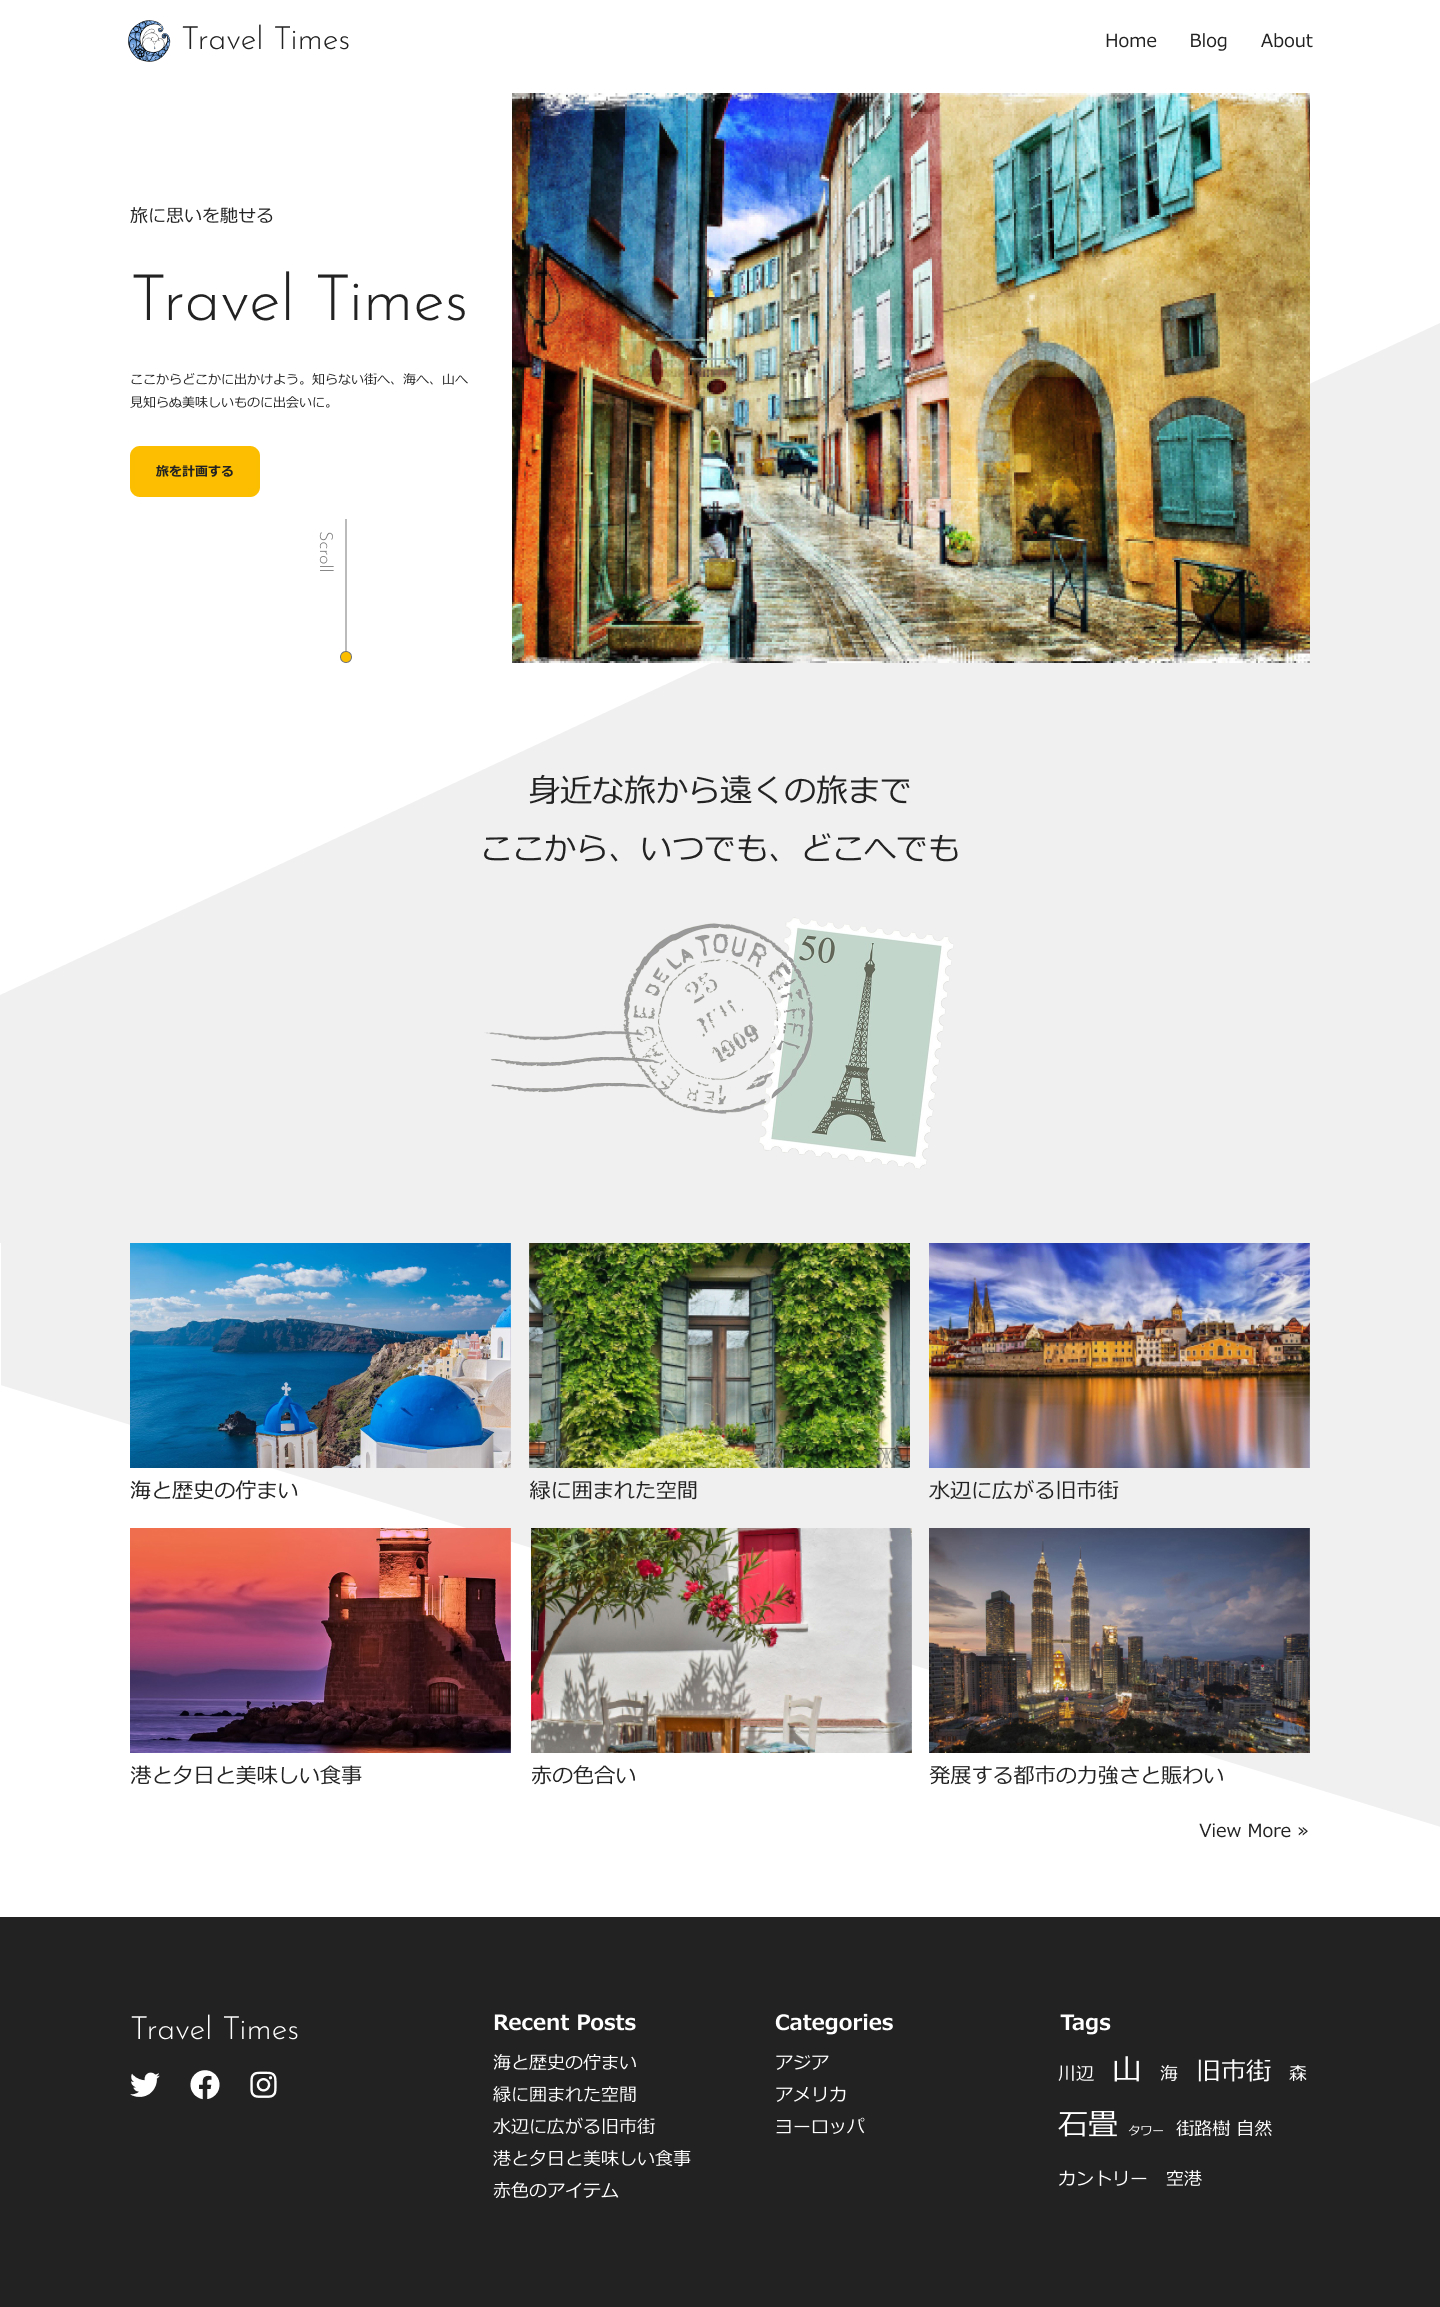 Travel Times
Home
Blog
About
旅に思いを馳せる
Travel Times
ここからどこかに出かけよう。知らない街へ、海へ、山へ
見知らぬ美味しいものに出会いに。
旅を計画する
Scroll
身近な旅から遠くの旅まで
ここから、いつでも、どこへでも
DE LA TOUR EIFFEL
25
1909
1ER
50
海と歴史の佇まい
緑に囲まれた空間
水辺に広がる旧市街
港と夕日と美味しい食事
赤の色合い
発展する都市の力強さと賑わい
View More »
Travel Times
Recent Posts
海と歴史の佇まい
緑に囲まれた空間
水辺に広がる旧市街
港と夕日と美味しい食事
赤色のアイテム
Categories
アジア
アメリカ
ヨーロッパ
Tags
川辺 山 海 旧市街 森
石畳 タワー 街路樹 自然
カントリー 空港